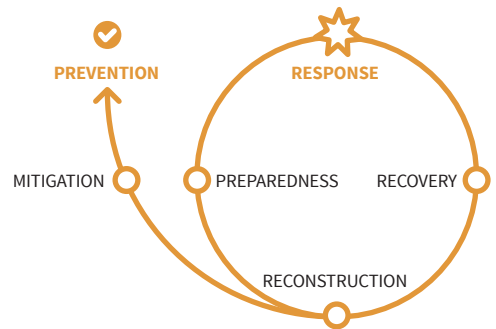 PREVENTION
RESPONSE
MITIGATION
PREPAREDNESS
RECOVERY
RECONSTRUCTION